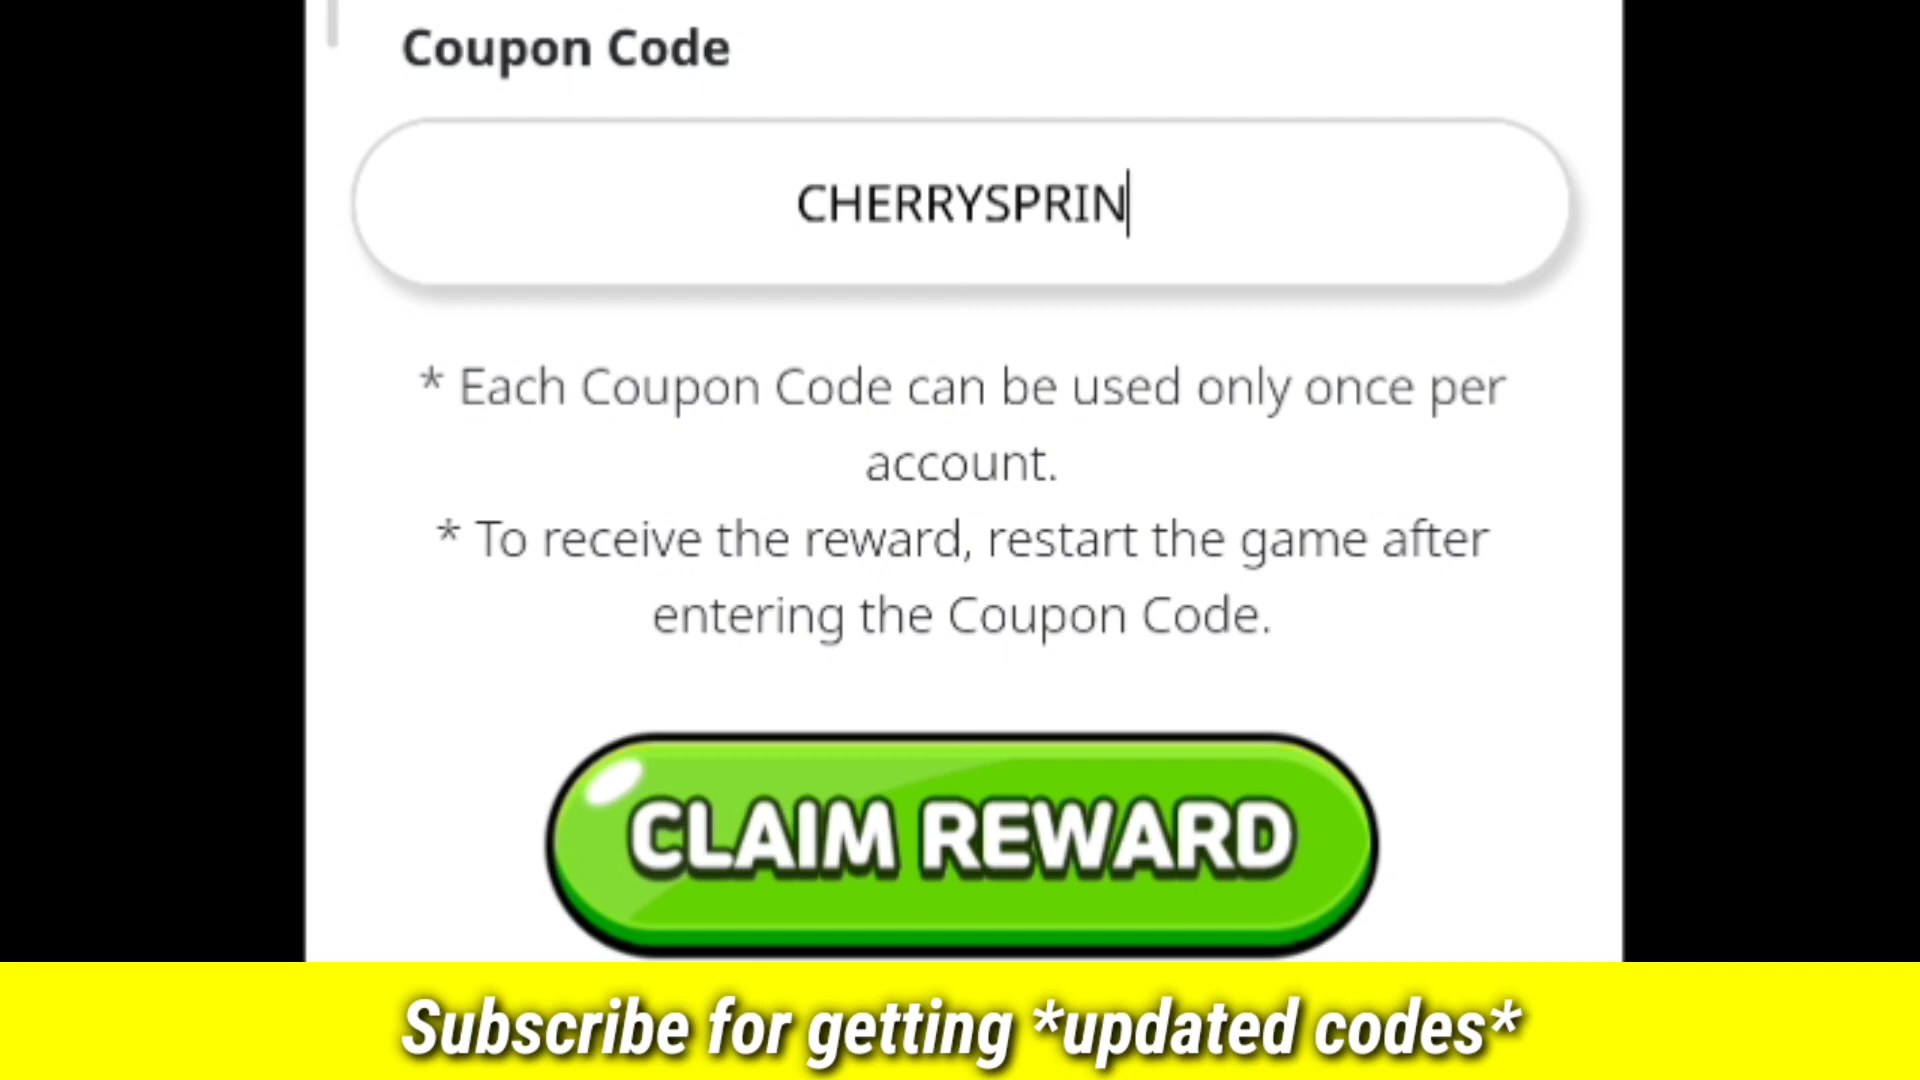 Coupon Code
CHERRYSPRIN
* Each Coupon Code can be used only once per
account.
* To receive the reward, restart the game after
entering the Coupon Code.
CLAIM REWARD
Subscribe for getting *updated codes*